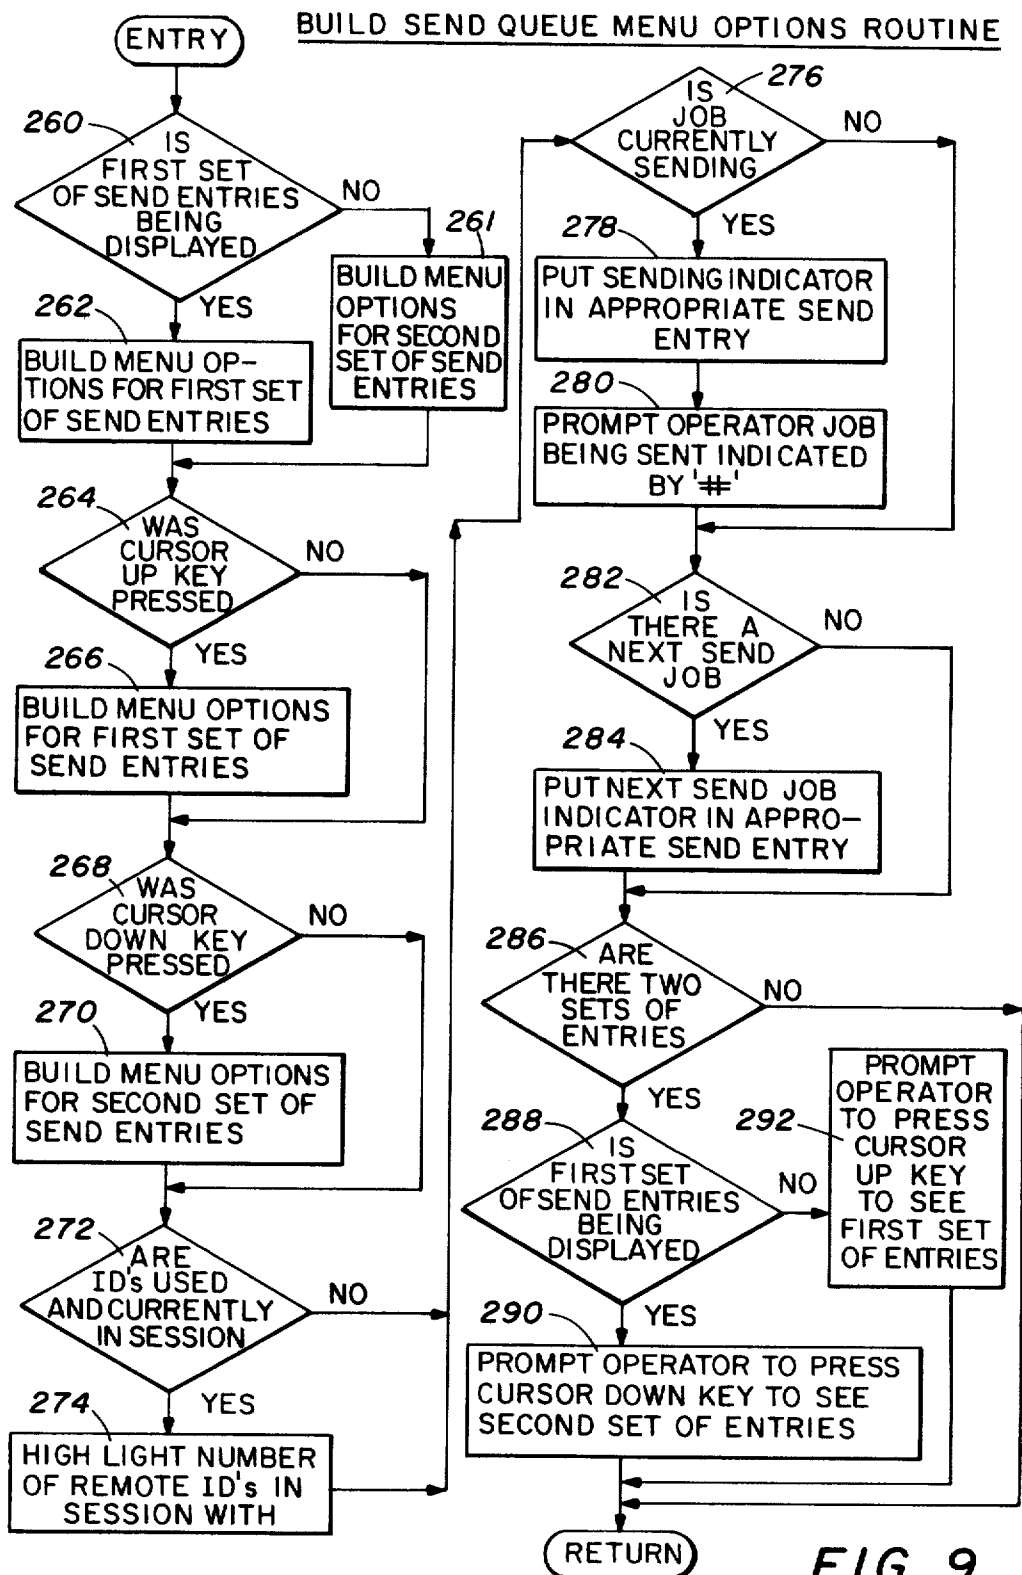 BUILD SEND QUEUE MENU OPTIONS ROUTINE
ENTRY
260
IS
FIRST SET
OF SEND ENTRIES
BEING
DISPLAYED
NO
YES
261
BUILD MENU
OPTIONS
FOR SECOND
SET OF SEND
ENTRIES
262
BUILD MENU OP-
TIONS FOR FIRST SET
OF SEND ENTRIES
264
WAS
CURSOR
UP KEY
PRESSED
NO
YES
266
BUILD MENU OPTIONS
FOR FIRST SET OF
SEND ENTRIES
268
WAS
CURSOR
DOWN KEY
PRESSED
NO
YES
270
BUILD MENU OPTIONS
FOR SECOND SET OF
SEND ENTRIES
272
ARE
ID's USED
AND CURRENTLY
IN SESSION
NO
YES
274
HIGH LIGHT NUMBER
OF REMOTE ID's IN
SESSION WITH
276
IS
JOB
CURRENTLY
SENDING
NO
YES
278
PUT SENDING INDICATOR
IN APPROPRIATE SEND
ENTRY
280
PROMPT OPERATOR JOB
BEING SENT INDICATED
BY '#'
282
IS
THERE A
NEXT SEND
JOB
NO
YES
284
PUT NEXT SEND JOB
INDICATOR IN APPRO-
PRIATE SEND ENTRY
286
ARE
THERE TWO
SETS OF
ENTRIES
NO
YES
288
IS
FIRST SET
OF SEND ENTRIES
BEING
DISPLAYED
NO
YES
292
PROMPT
OPERATOR
TO PRESS
CURSOR
UP KEY
TO SEE
FIRST SET
OF ENTRIES
290
PROMPT OPERATOR TO PRESS
CURSOR DOWN KEY TO SEE
SECOND SET OF ENTRIES
RETURN
FIG. 9